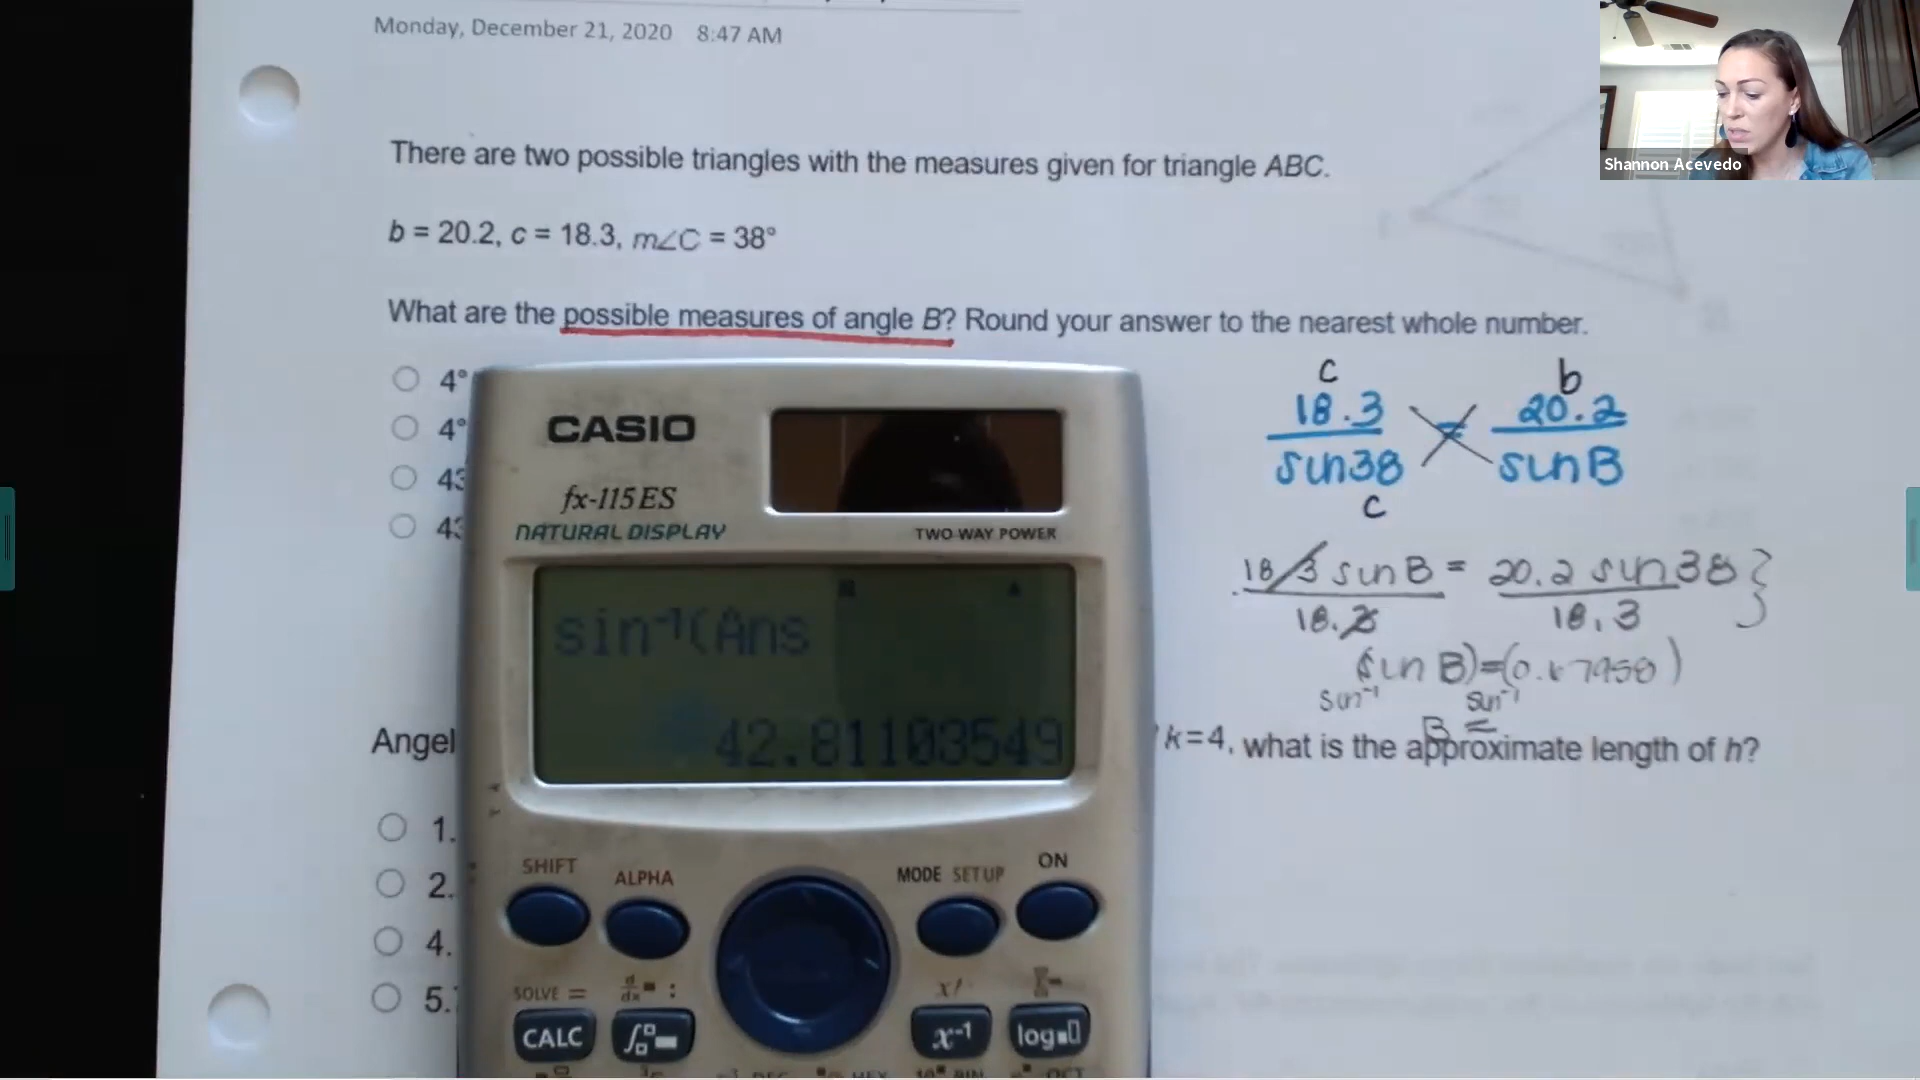 Monday, December 21, 2020 8:47 AM
Shannon Acevedo
There are two possible triangles with the measures given for triangle ABC.
b = 20.2, c = 18.3, m∠C = 38°
What are the possible measures of angle B? Round your answer to the nearest whole number.
4°
4°
43
43
c b
18.3 = 20.2
sin38 sinB
c
18.3 sin B = 20.2 sin38
18.3 18.3
(sin B)=(0.67958)
sin⁻¹ sin⁻¹
B =
CASIO
fx-115ES
NATURAL DISPLAY
TWO WAY POWER
sin⁻¹(Ans
42.81103549
Angel k=4, what is the approximate length of h?
1.
2.
4.
5.
SHIFT ALPHA MODE SETUP ON
SOLVE = d/dx : x!
CALC x⁻¹ log